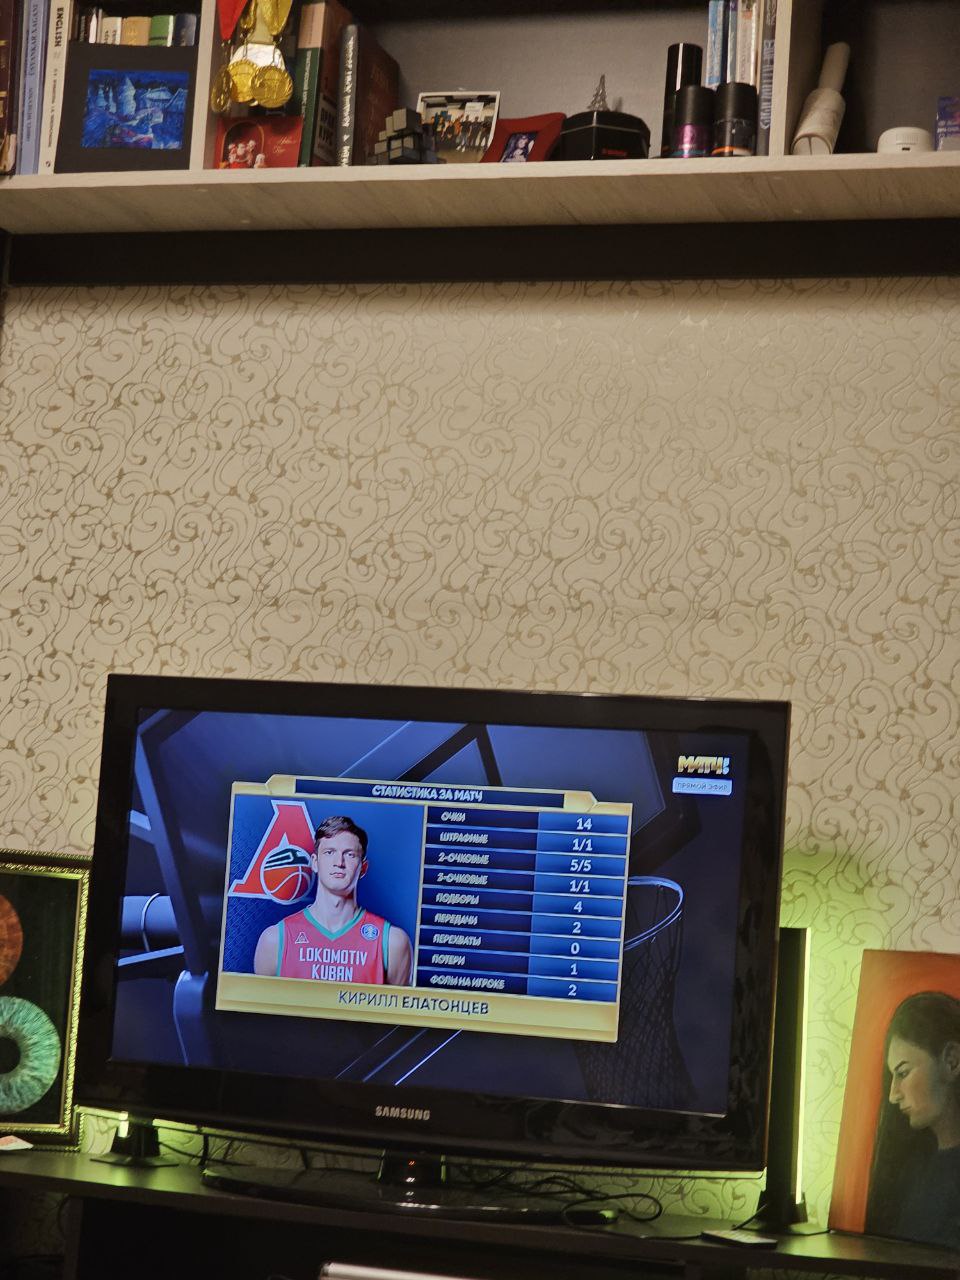 ENGLISH
МАТЧ!
ПРЯМОЙ ЭФИР
СТАТИСТИКА ЗА МАТЧ
ОЧКИ 14
ШТРАФНЫЕ 1/1
2-ОЧКОВЫЕ 5/5
3-ОЧКОВЫЕ 1/1
ПОДБОРЫ 4
ПЕРЕДАЧИ 2
ПЕРЕХВАТЫ 0
ПОТЕРИ 1
ФОЛЫ НА ИГРОКЕ 2
LOKOMOTIV
KUBAN
КИРИЛЛ ЕЛАТОНЦЕВ
SAMSUNG